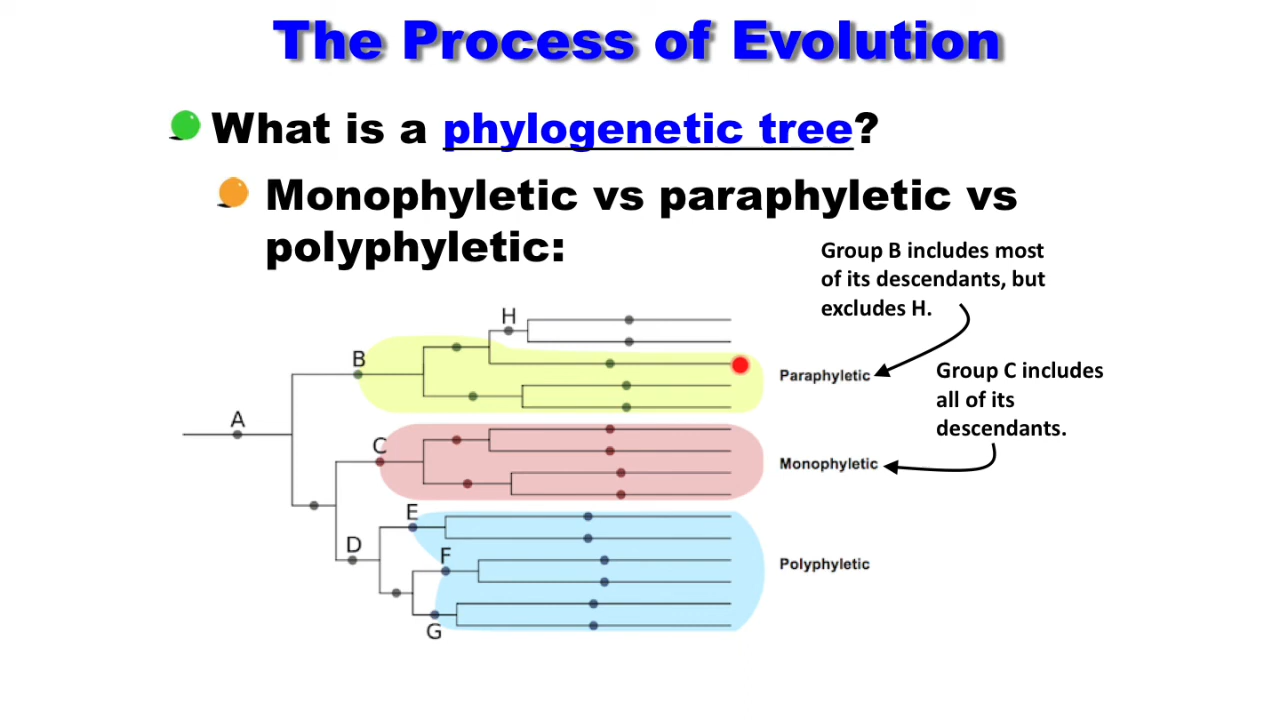 The Process of Evolution
What is a phylogenetic tree?
Monophyletic vs paraphyletic vs
polyphyletic:
Group B includes most
of its descendants, but
excludes H.
H
B
Paraphyletic
Group C includes
all of its
descendants.
A
C
Monophyletic
E
D
F
Polyphyletic
G